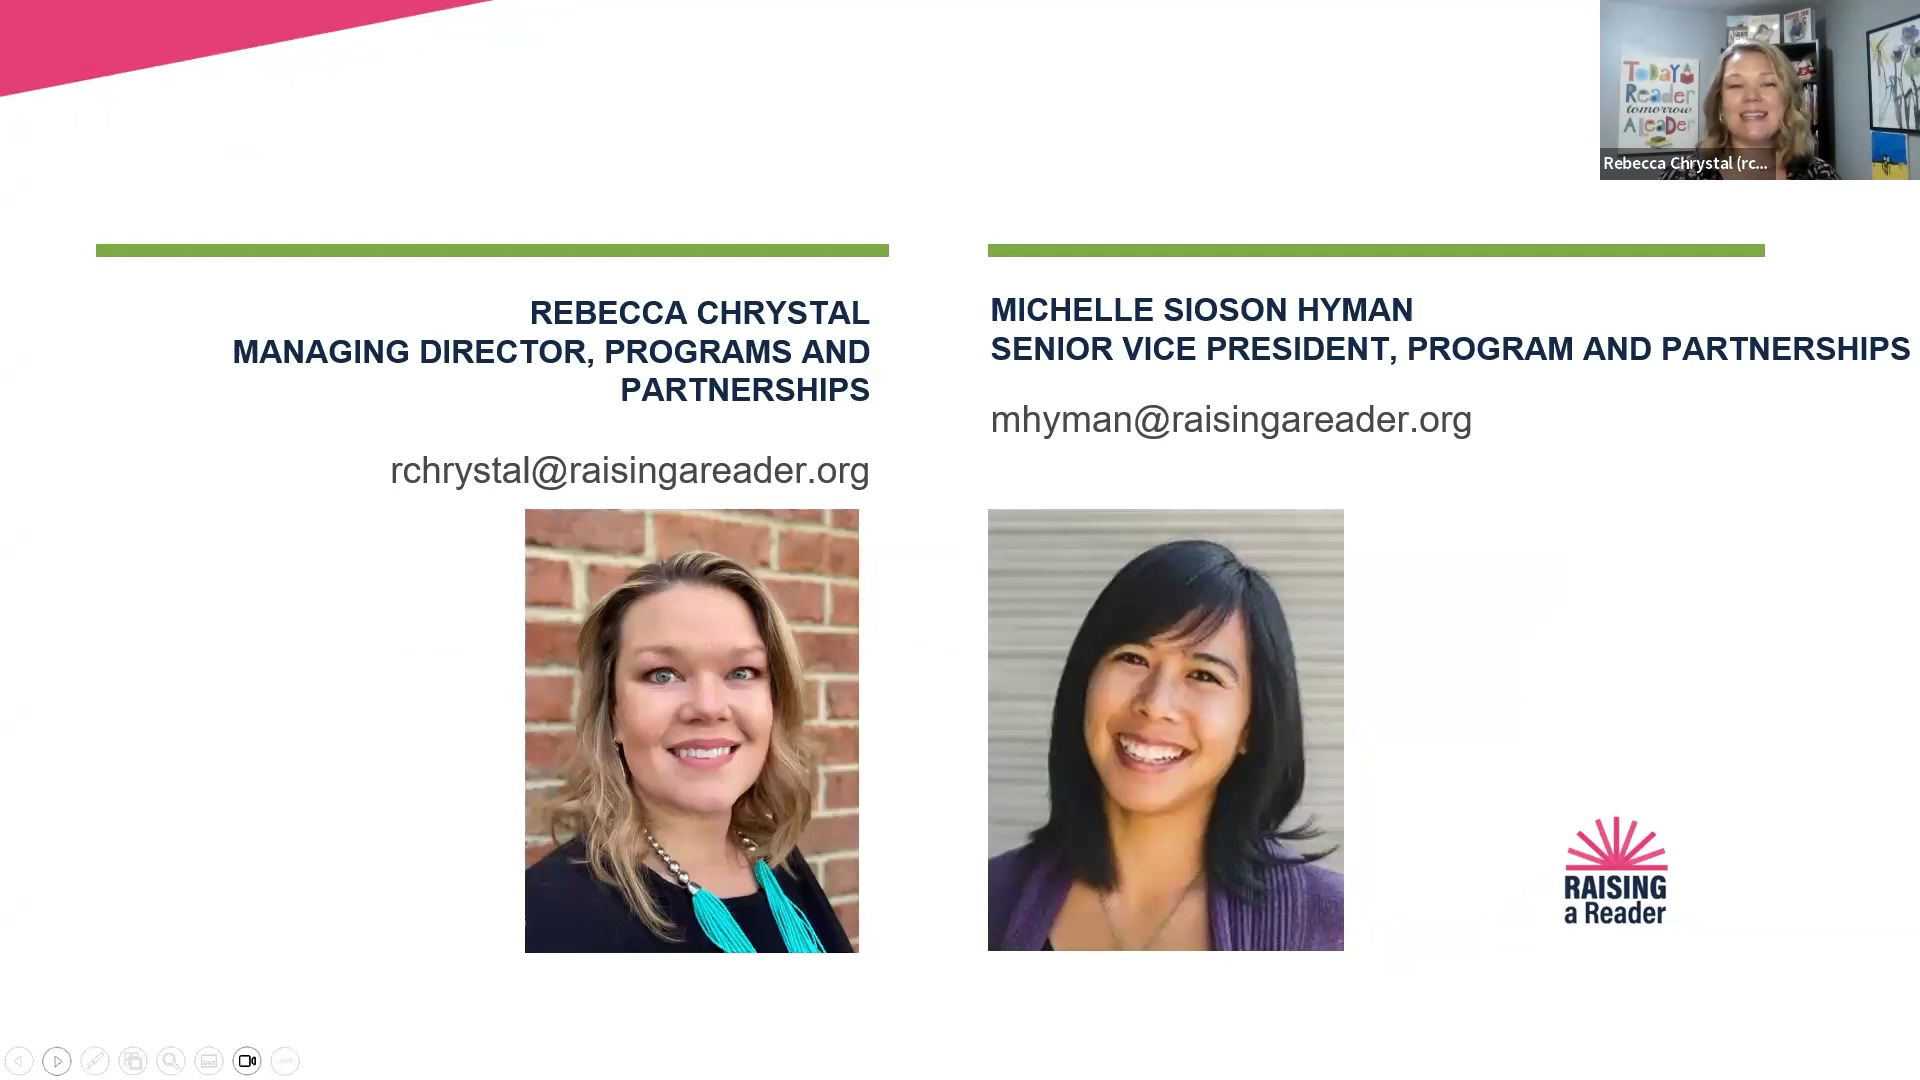 Today
a Reader
tomorrow
A Leader
Rebecca Chrystal (rc...
REBECCA CHRYSTAL
MANAGING DIRECTOR, PROGRAMS AND
PARTNERSHIPS
rchrystal@raisingareader.org
MICHELLE SIOSON HYMAN
SENIOR VICE PRESIDENT, PROGRAM AND PARTNERSHIPS
mhyman@raisingareader.org
RAISING
a Reader